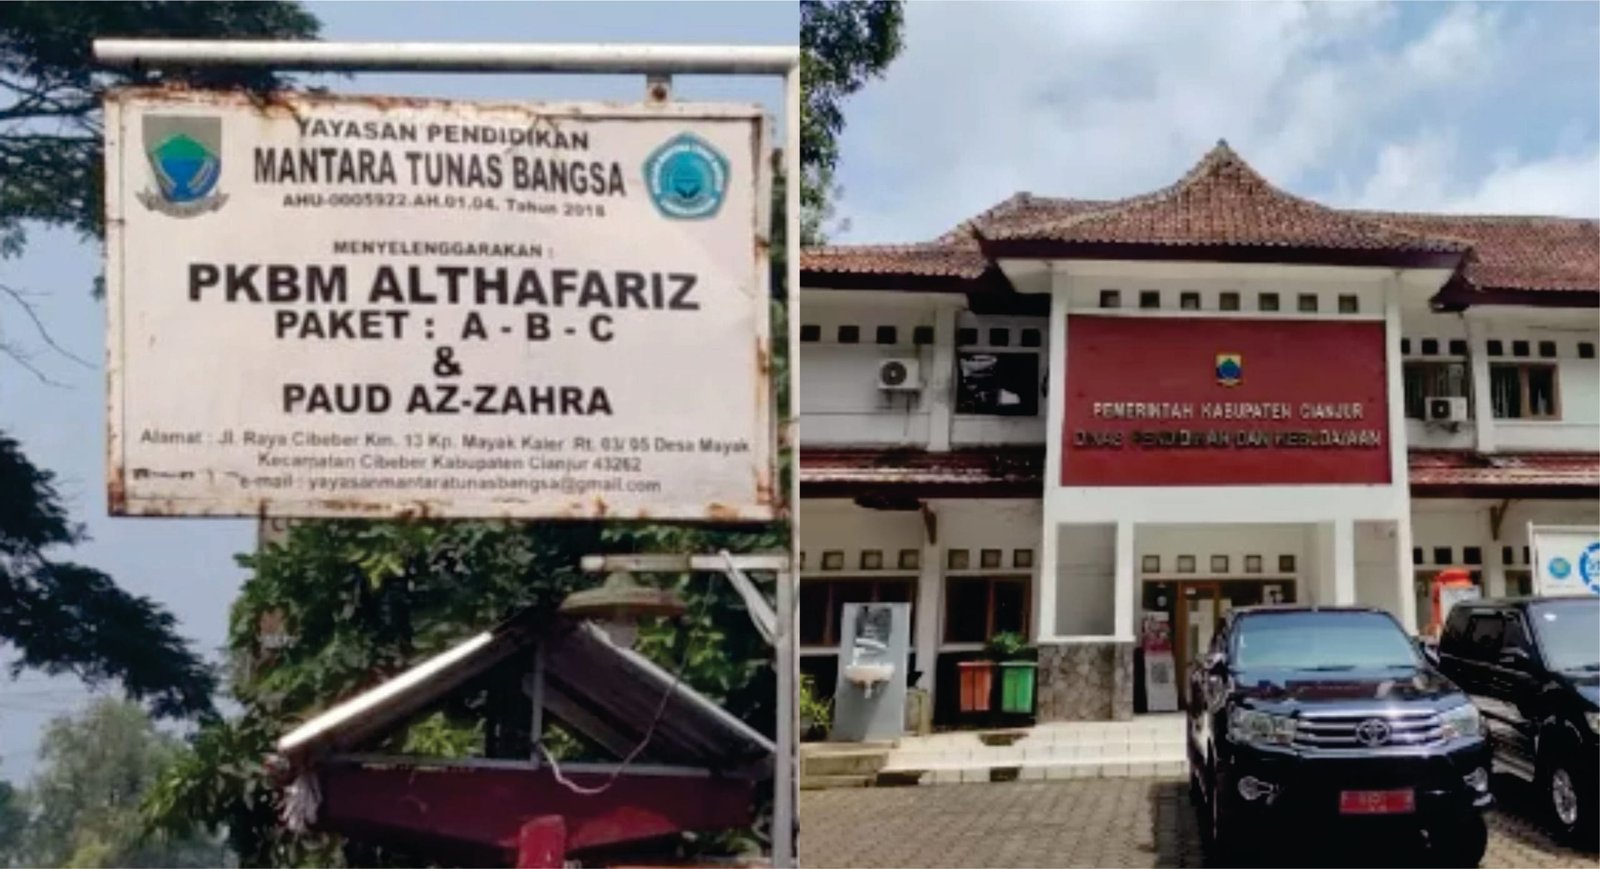 YAYASAN PENDIDIKAN
MANTARA TUNAS BANGSA
AHU-0005922.AH.01.04. Tahun 2018
MENYELENGGARAKAN :
PKBM ALTHAFARIZ
PAKET : A - B - C
&
PAUD AZ-ZAHRA
Alamat : Jl. Raya Cibeber Km. 13 Kp. Mayak Kaler Rt. 03/ 05 Desa Mayak
Kecamatan Cibeber Kabupaten Cianjur 43262
e-mail : yayasanmantaratunasbangsa@gmail.com
PEMERINTAH KABUPATEN CIANJUR
DINAS PENDIDIKAN DAN KEBUDAYAAN